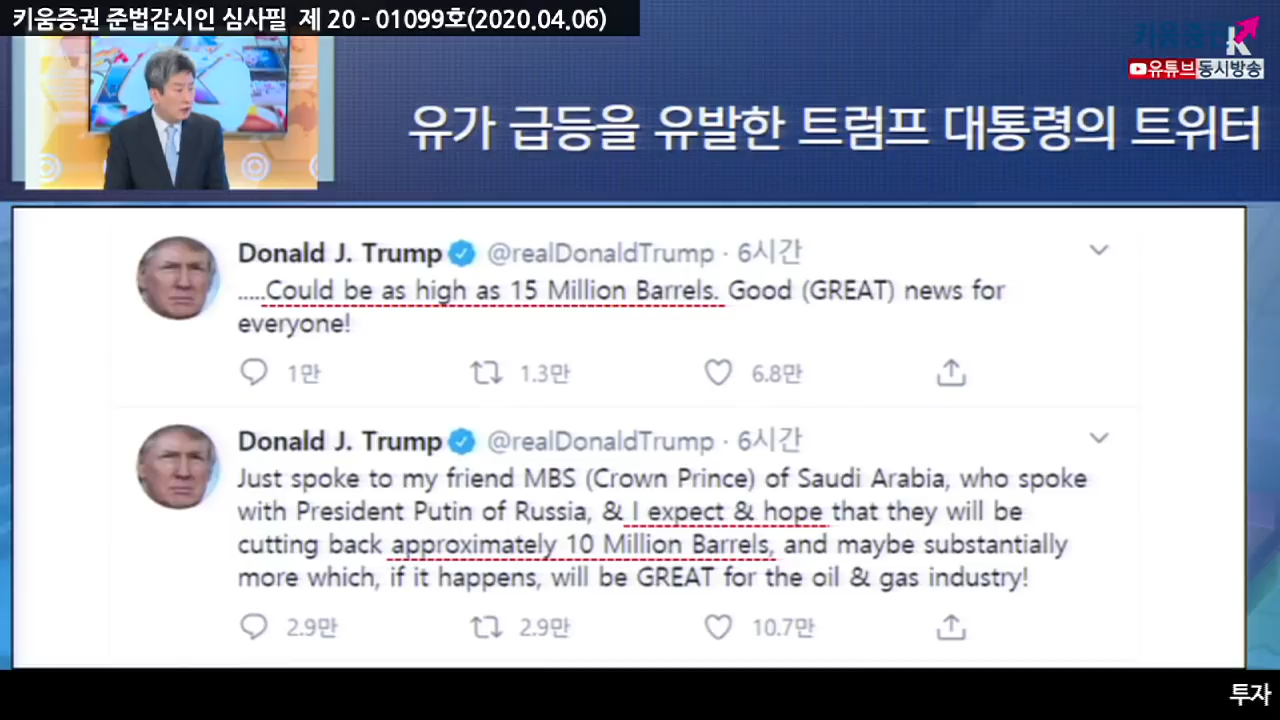 키움증권 준법감시인 심사필 제 20 - 01099호(2020.04.06)
키움증권
유튜브 동시방송
유가 급등을 유발한 트럼프 대통령의 트위터
Donald J. Trump @realDonaldTrump · 6시간
.....Could be as high as 15 Million Barrels. Good (GREAT) news for
everyone!
1만 1.3만 6.8만
Donald J. Trump @realDonaldTrump · 6시간
Just spoke to my friend MBS (Crown Prince) of Saudi Arabia, who spoke
with President Putin of Russia, & I expect & hope that they will be
cutting back approximately 10 Million Barrels, and maybe substantially
more which, if it happens, will be GREAT for the oil & gas industry!
2.9만 2.9만 10.7만
투자